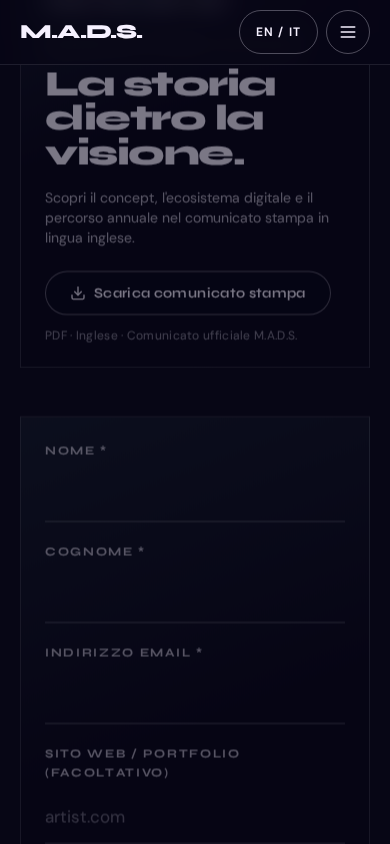 M.A.D.S.
EN / IT
La storia
dietro la
visione.
Scopri il concept, l'ecosistema digitale e il
percorso annuale nel comunicato stampa in
lingua inglese.
Scarica comunicato stampa
PDF · Inglese · Comunicato ufficiale M.A.D.S.
NOME *
COGNOME *
INDIRIZZO EMAIL *
SITO WEB / PORTFOLIO
(FACOLTATIVO)
artist.com